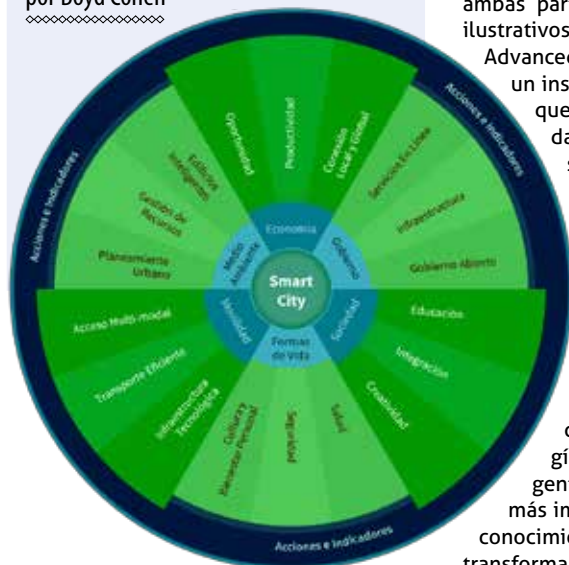 por Boyd Cohen
Acciones e Indicadores
Oportunidad
Productividad
Conexión
Local y Global
Servicios En Línea
Infraestructura
Gobierno Abierto
Educación
Integración
Creatividad
Salud
Seguridad
Cultura y
Bienestar Personal
Infraestructura
Tecnológica
Transporte Eficiente
Acceso Multi-modal
Planeamiento
Urbano
Gestión de
Recursos
Edificios
Inteligentes
Economía
Gobierno
Sociedad
Formas
de Vida
Movilidad
Medio
Ambiente
Smart
City
Acciones e Indicadores
Acciones e Indicadores
ambas par
ilustrativos
Advanced
un ins
que
da
s
gí
gent
más in
conocimie
transforma